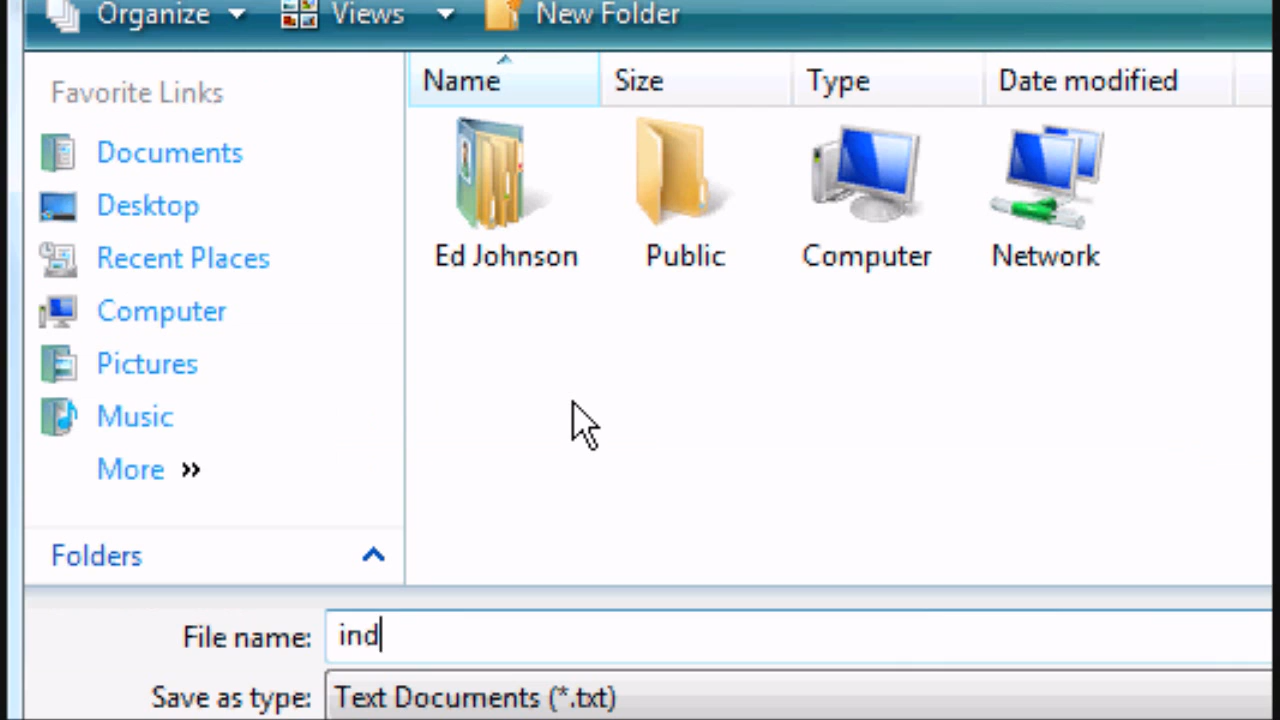 Organize Views New Folder
Favorite Links
Documents
Desktop
Recent Places
Computer
Pictures
Music
More »
Folders
Name Size Type Date modified
Ed Johnson Public Computer Network
File name: ind
Save as type: Text Documents (*.txt)